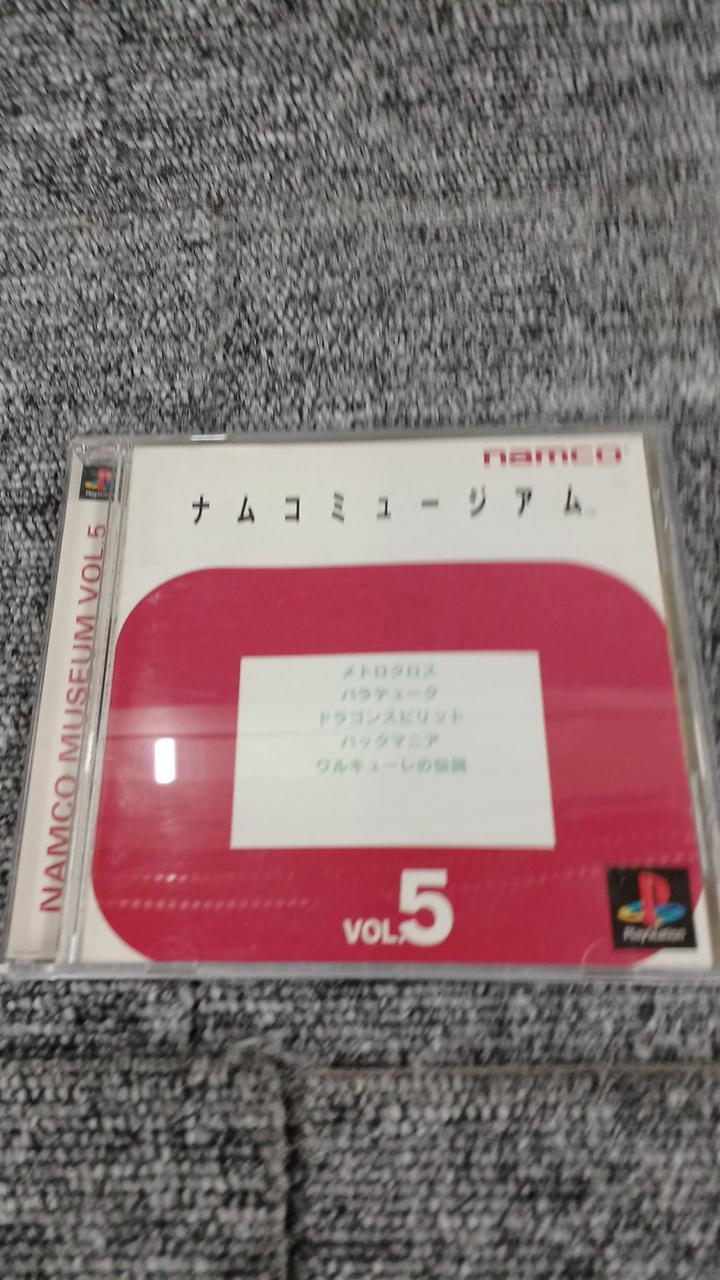 namco
ナムコミュージアム
NAMCO MUSEUM VOL.5
メトロクロス
バラデューク
ドラゴンスピリット
パックマニア
ワルキューレの伝説
VOL.5
PlayStation